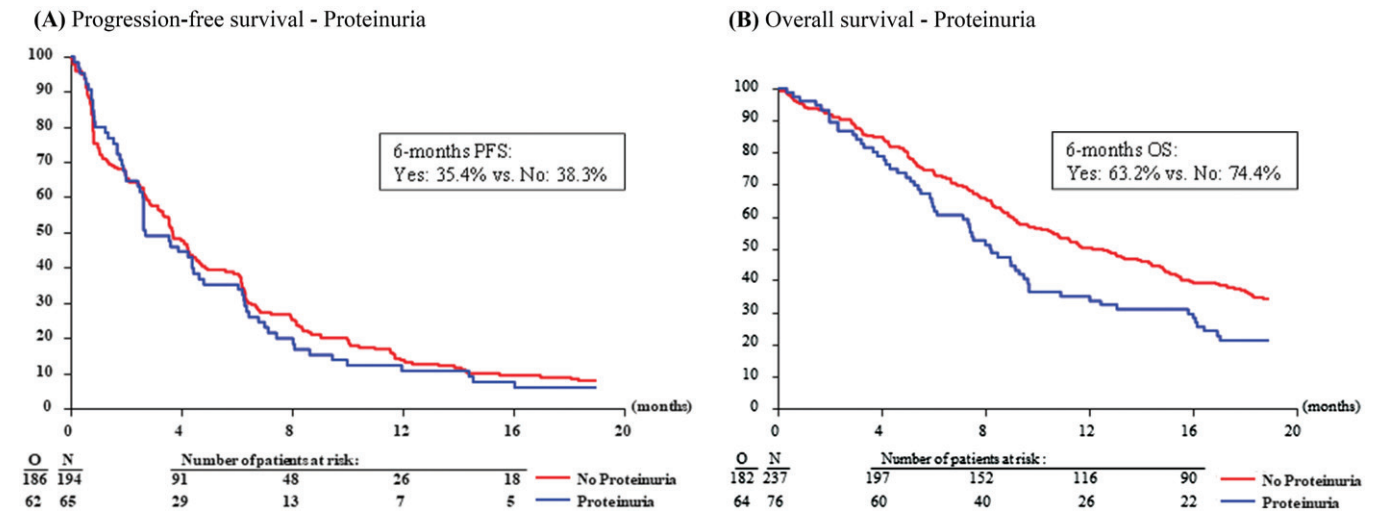 (A) Progression-free survival - Proteinuria
100
90
80
70
60
50
40
30
20
10
0
6-months PFS:
Yes: 35.4% vs. No: 38.3%
(months)
0 4 8 12 16 20
O N Number of patients at risk:
186 194 91 48 26 18 No Proteinuria
62 65 29 13 7 5 Proteinuria
(B) Overall survival - Proteinuria
100
90
80
70
60
50
40
30
20
10
0
6-months OS:
Yes: 63.2% vs. No: 74.4%
(months)
0 4 8 12 16 20
O N Number of patients at risk:
182 237 197 152 116 90 No Proteinuria
64 76 60 40 26 22 Proteinuria